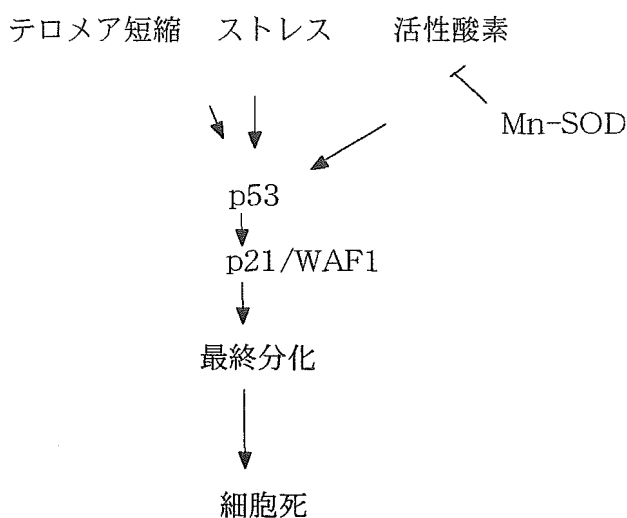 テロメア短縮 ストレス 活性酸素
Mn-SOD
p53
p21/WAF1
最終分化
細胞死